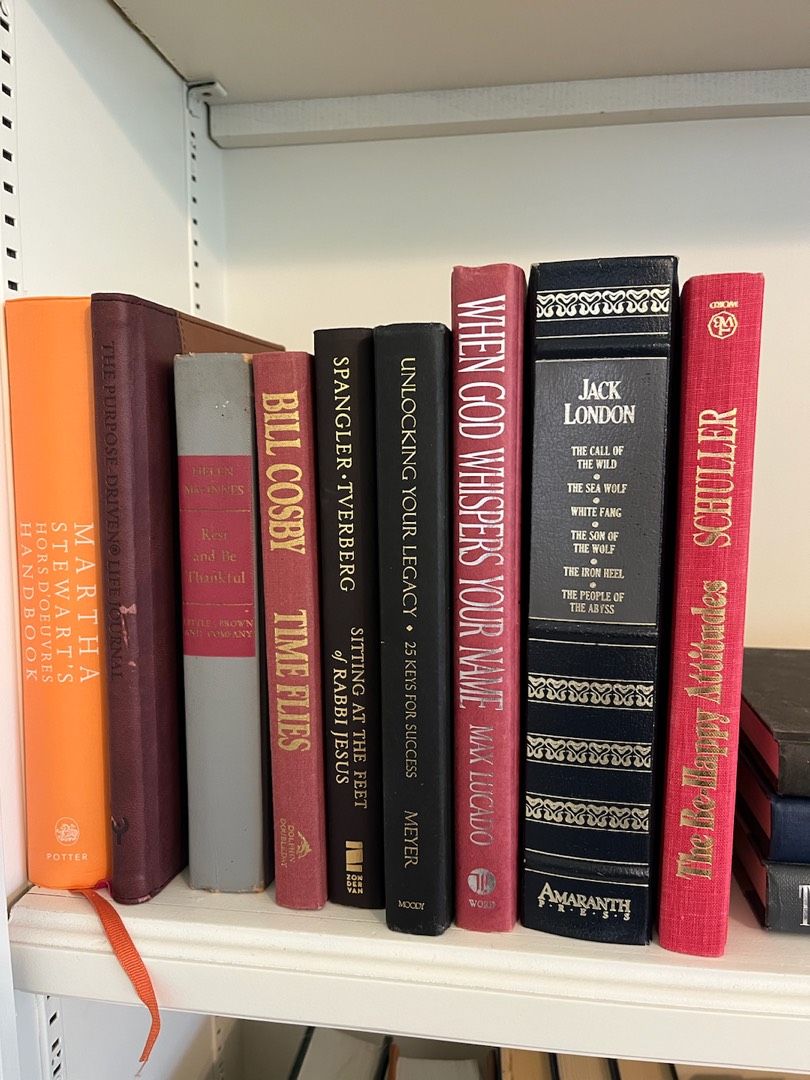 MARTHA
STEWART'S
HORS D'OEUVRES
HANDBOOK
POTTER
THE PURPOSE DRIVEN® LIFE JOURNAL
HELEN
Rest
and Be
Thankful
LITTLE, BROWN
AND COMPANY
BILL COSBY TIME FLIES
DOLPHIN
DOUBLEDAY
SPANGLER • TVERBERG
SITTING AT THE FEET
of RABBI JESUS
ZON
DER
VAN
UNLOCKING YOUR LEGACY • 25 KEYS FOR SUCCESS MEYER
MOODY
WHEN GOD WHISPERS YOUR NAME MAX LUCADO
WORD
JACK
LONDON
THE CALL OF
THE WILD
THE SEA WOLF
WHITE FANG
THE SON OF
THE WOLF
THE IRON HEEL
THE PEOPLE OF
THE ABYSS
AMARANTH
P·R·E·S·S
The Be-Happy Attitudes SCHULLER
WORD
T